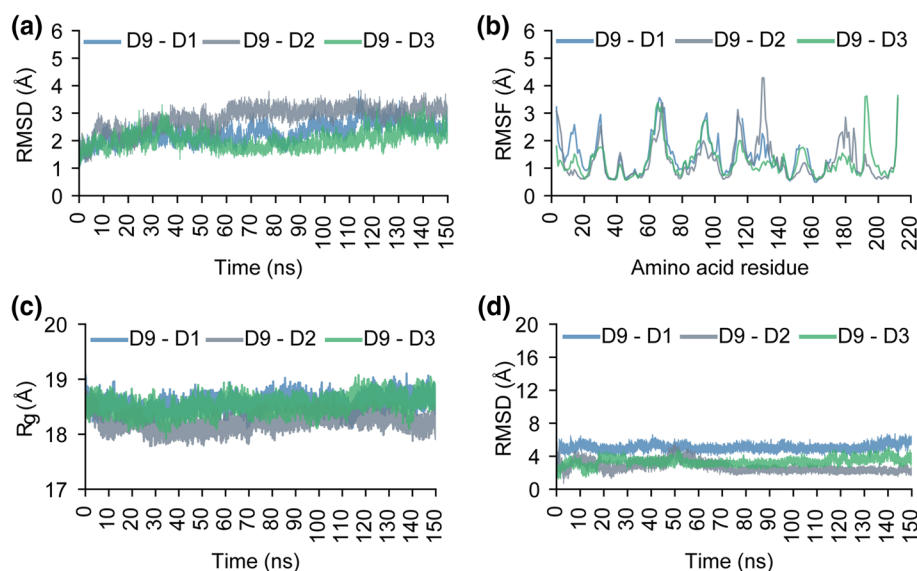 (a)
D9 - D1 D9 - D2 D9 - D3
RMSD (Å)
6
5
4
3
2
1
0
0 10 20 30 40 50 60 70 80 90 100 110 120 130 140 150
Time (ns)
(b)
D9 - D1 D9 - D2 D9 - D3
RMSF (Å)
6
5
4
3
2
1
0
0 20 40 60 80 100 120 140 160 180 200 220
Amino acid residue
(c)
D9 - D1 D9 - D2 D9 - D3
Rg (Å)
20
19
18
17
0 10 20 30 40 50 60 70 80 90 100 110 120 130 140 150
Time (ns)
(d)
D9 - D1 D9 - D2 D9 - D3
RMSD (Å)
20
16
12
8
4
0
0 10 20 30 40 50 60 70 80 90 100 110 120 130 140 150
Time (ns)